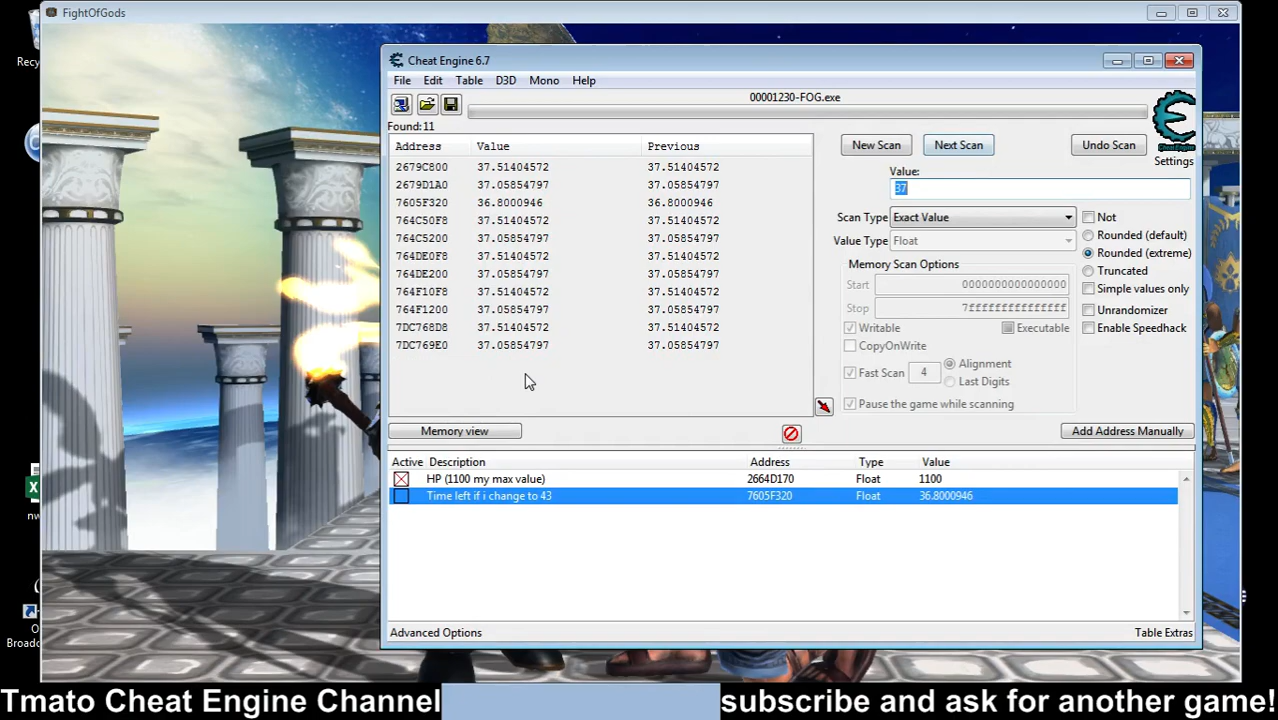 FightOfGods
Recy
Cheat Engine 6.7
File Edit Table D3D Mono Help
00001230-FOG.exe
Found:11
Address Value Previous
2679C800 37.51404572 37.51404572
2679D1A0 37.05854797 37.05854797
7605F320 36.8000946 36.8000946
764C50F8 37.51404572 37.51404572
764C5200 37.05854797 37.05854797
764DE0F8 37.51404572 37.51404572
764DE200 37.05854797 37.05854797
764F10F8 37.51404572 37.51404572
764F1200 37.05854797 37.05854797
7DC768D8 37.51404572 37.51404572
7DC769E0 37.05854797 37.05854797
New Scan Next Scan Undo Scan
Settings
Value:
37
Scan Type Exact Value Not
Value Type Float Rounded (default)
Rounded (extreme)
Truncated
Simple values only
Unrandomizer
Enable Speedhack
Memory Scan Options
Start 0000000000000000
Stop 7fffffffffffffff
Writable Executable
CopyOnWrite
Fast Scan 4 Alignment
Last Digits
Pause the game while scanning
Memory view Add Address Manually
Active Description Address Type Value
HP (1100 my max value) 2664D170 Float 1100
Time left if i change to 43 7605F320 Float 36.8000946
Advanced Options Table Extras
nw
O
Broadc
Tmato Cheat Engine Channel subscribe and ask for another game!